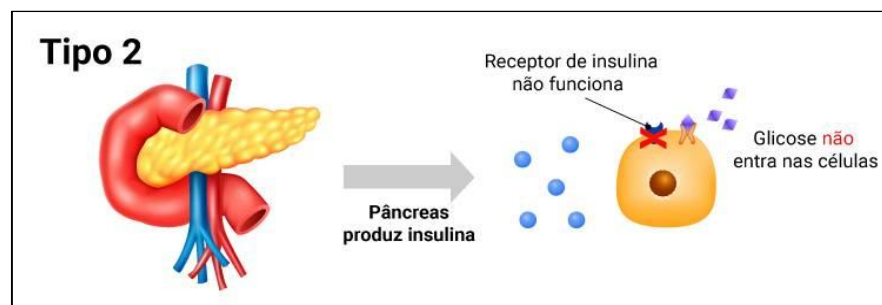 Tipo 2
Receptor de insulina
não funciona
Glicose não
entra nas células
Pâncreas
produz insulina